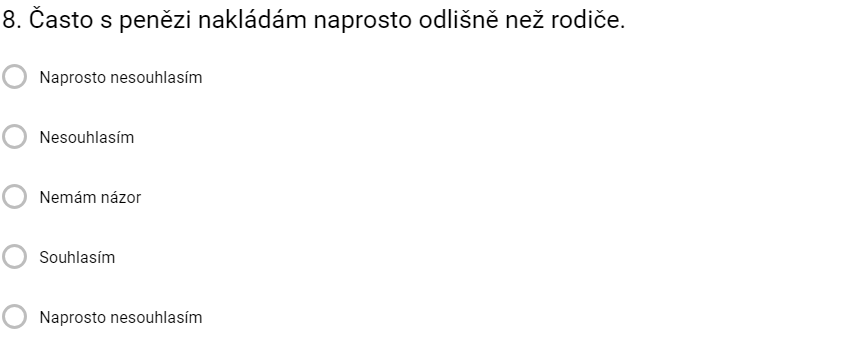 8. Často s penězi nakládám naprosto odlišně než rodiče.
Naprosto nesouhlasím
Nesouhlasím
Nemám názor
Souhlasím
Naprosto nesouhlasím